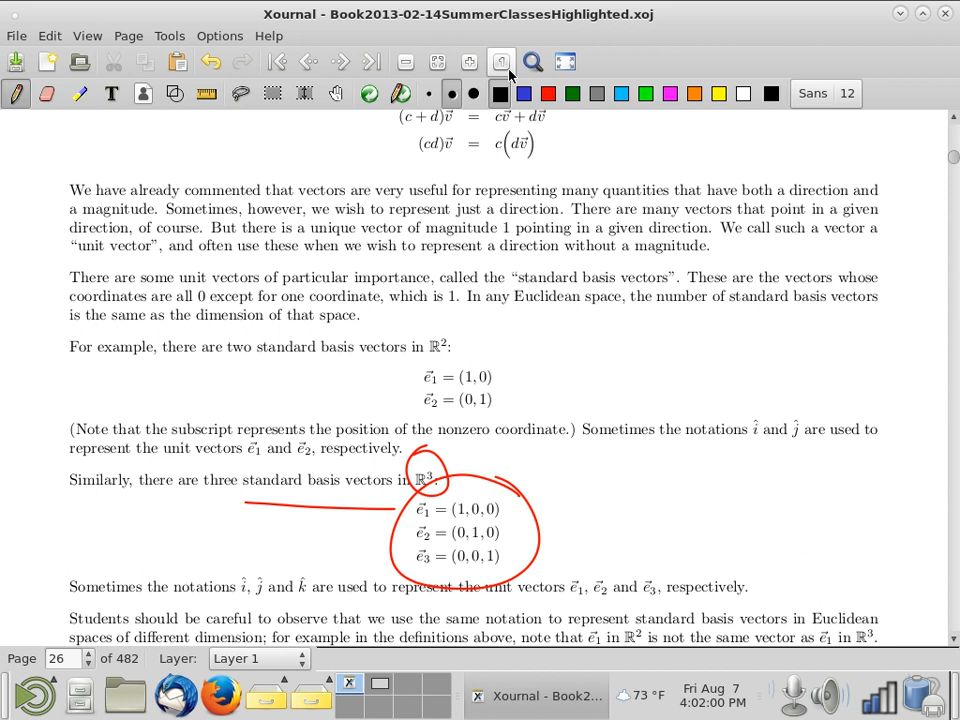 Xournal - Book2013-02-14SummerClassesHighlighted.xoj
File Edit View Page Tools Options Help
Sans 12
(c + d)v⃗ = cv⃗ + dv⃗
(cd)v⃗ = c(dv⃗)
We have already commented that vectors are very useful for representing many quantities that have both a direction and
a magnitude. Sometimes, however, we wish to represent just a direction. There are many vectors that point in a given
direction, of course. But there is a unique vector of magnitude 1 pointing in a given direction. We call such a vector a
“unit vector”, and often use these when we wish to represent a direction without a magnitude.
There are some unit vectors of particular importance, called the “standard basis vectors”. These are the vectors whose
coordinates are all 0 except for one coordinate, which is 1. In any Euclidean space, the number of standard basis vectors
is the same as the dimension of that space.
For example, there are two standard basis vectors in ℝ²:
e⃗₁ = (1, 0)
e⃗₂ = (0, 1)
(Note that the subscript represents the position of the nonzero coordinate.) Sometimes the notations î and ĵ are used to
represent the unit vectors e⃗₁ and e⃗₂, respectively.
Similarly, there are three standard basis vectors in ℝ³:
e⃗₁ = (1, 0, 0)
e⃗₂ = (0, 1, 0)
e⃗₃ = (0, 0, 1)
Sometimes the notations î, ĵ and k̂ are used to represent the unit vectors e⃗₁, e⃗₂ and e⃗₃, respectively.
Students should be careful to observe that we use the same notation to represent standard basis vectors in Euclidean
spaces of different dimension; for example in the definitions above, note that e⃗₁ in ℝ² is not the same vector as e⃗₁ in ℝ³.
Page 26 of 482 Layer: Layer 1
Xournal - Book2...
73 °F
Fri Aug 7
4:02:00 PM